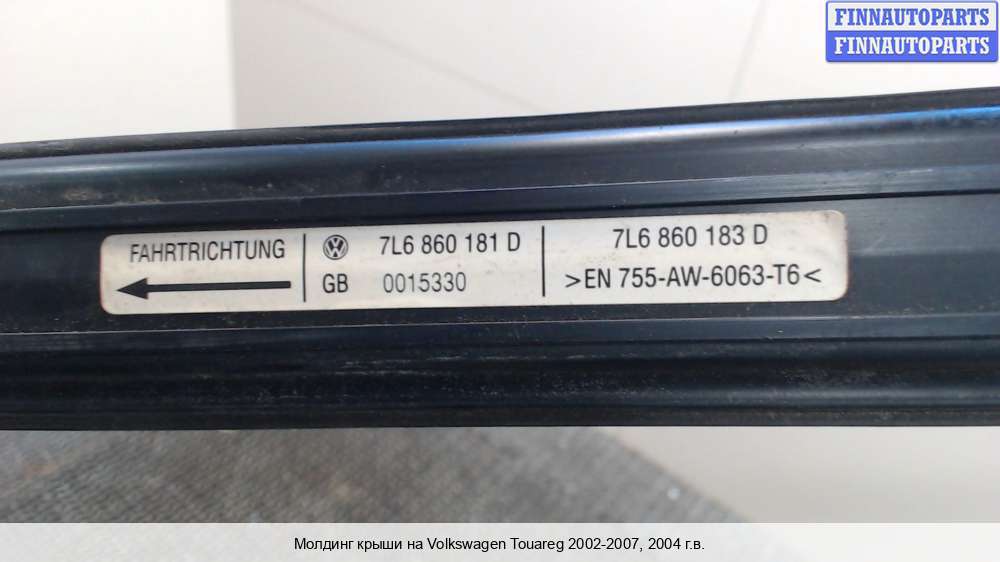 FINNAUTOPARTS
FINNAUTOPARTS
FAHRTRICHTUNG
7L6 860 181 D
GB 0015330
7L6 860 183 D
>EN 755-AW-6063-T6<
Молдинг крыши на Volkswagen Touareg 2002-2007, 2004 г.в.